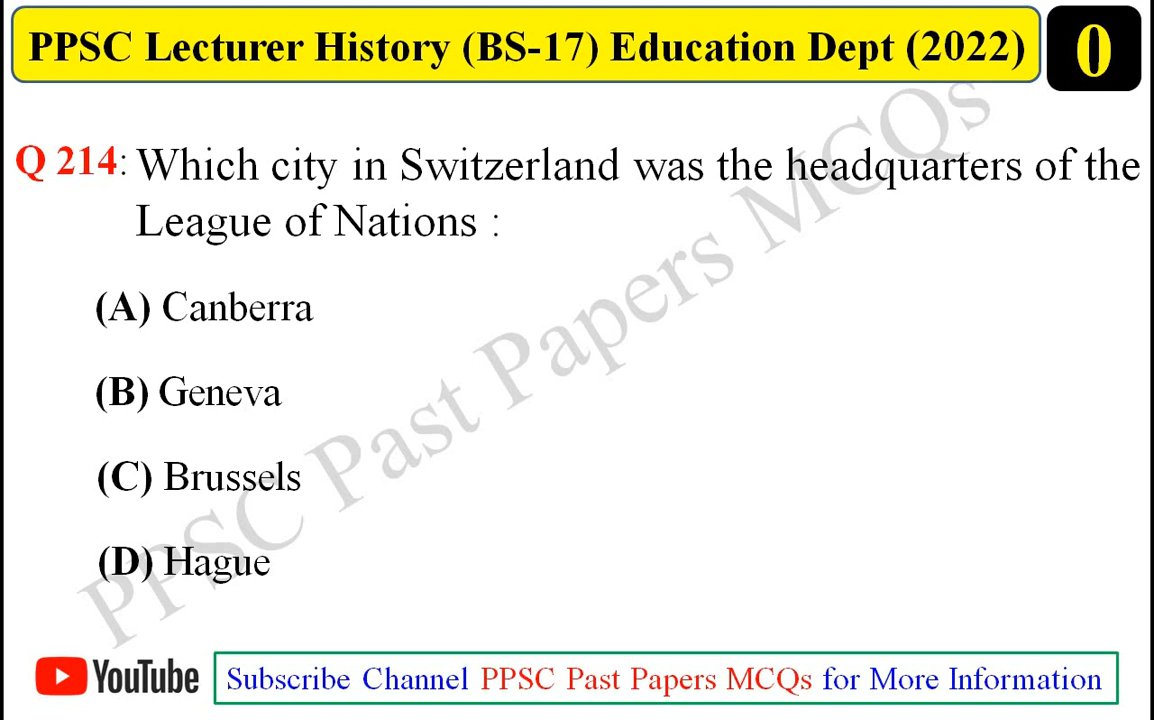 PPSC Lecturer History (BS-17) Education Dept (2022) 0
Q 214: Which city in Switzerland was the headquarters of the
League of Nations :
(A) Canberra
(B) Geneva
(C) Brussels
(D) Hague
PPSC Past Papers MCQs
YouTube Subscribe Channel PPSC Past Papers MCQs for More Information